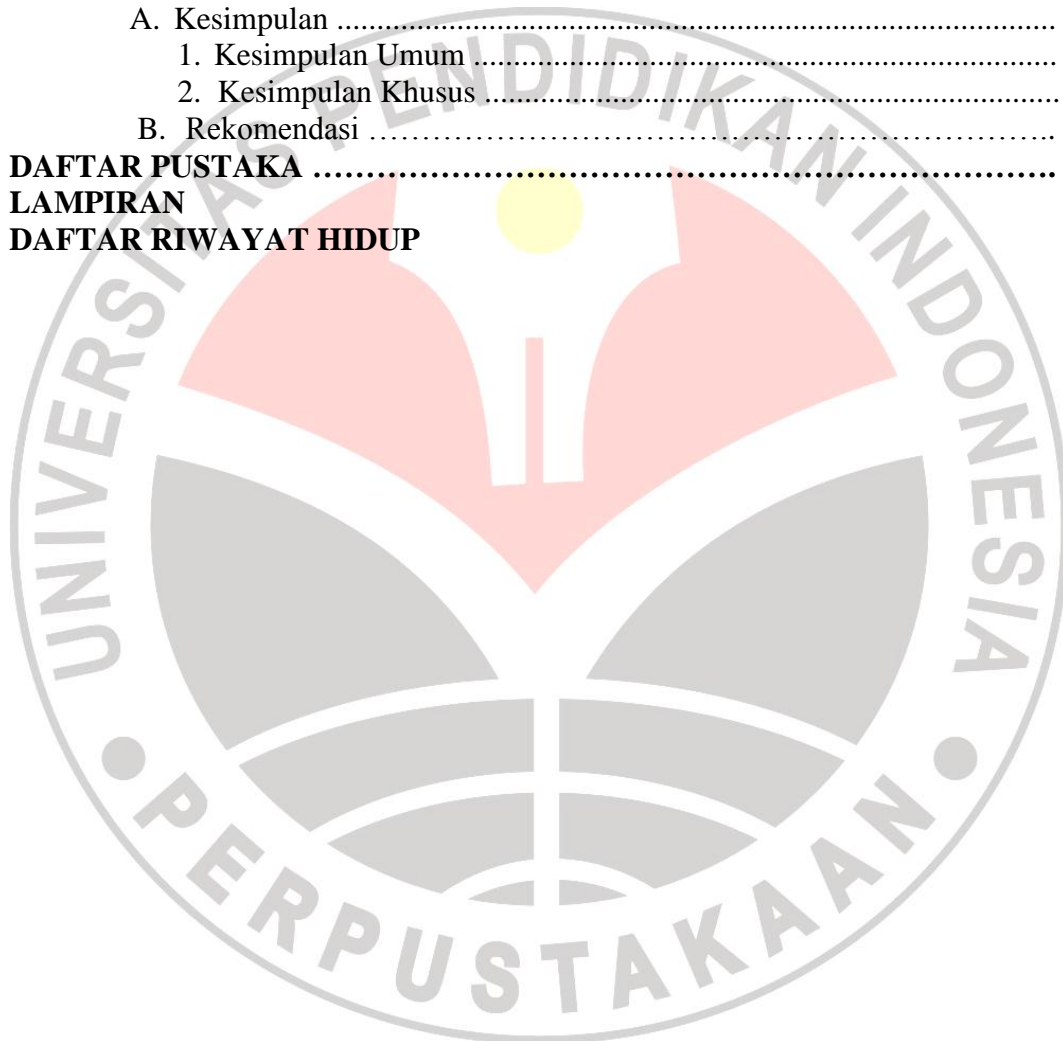 A. Kesimpulan ........................................................................................
1. Kesimpulan Umum .......................................................................
2. Kesimpulan Khusus ......................................................................
B. Rekomendasi ………………………………………………………….
DAFTAR PUSTAKA ……………………………………………………………..
LAMPIRAN
DAFTAR RIWAYAT HIDUP
UNIVERSITAS PENDIDIKAN INDONESIA
PERPUSTAKAAN